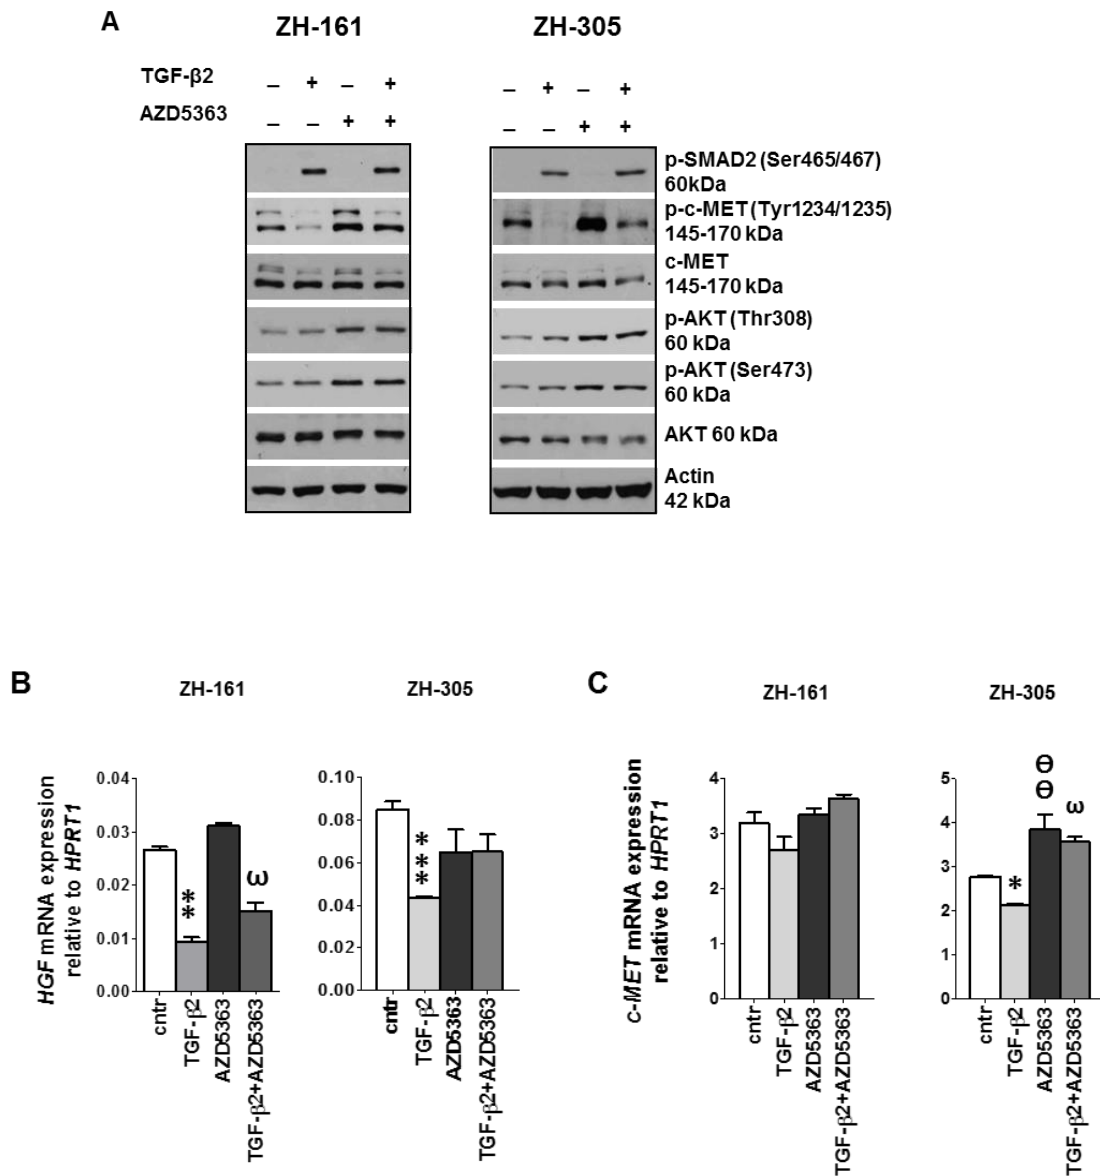 A
ZH-161
ZH-305
TGF-β2
– + – +
– + – +
AZD5363
– – + +
– – + +
p-SMAD2 (Ser465/467)
60kDa
p-c-MET (Tyr1234/1235)
145-170 kDa
c-MET
145-170 kDa
p-AKT (Thr308)
60 kDa
p-AKT (Ser473)
60 kDa
AKT 60 kDa
Actin
42 kDa
B
ZH-161
ZH-305
HGF mRNA expression
relative to HPRT1
0.04
0.03
0.02
0.01
0.00
**
ω
cntr
TGF-β2
AZD5363
TGF-β2+AZD5363
0.10
0.08
0.06
0.04
0.02
0.00
***
cntr
TGF-β2
AZD5363
TGF-β2+AZD5363
C
ZH-161
ZH-305
c-MET mRNA expression
relative to HPRT1
4
3
2
1
0
cntr
TGF-β2
AZD5363
TGF-β2+AZD5363
5
4
3
2
1
0
*
ΘΘ
ω
cntr
TGF-β2
AZD5363
TGF-β2+AZD5363